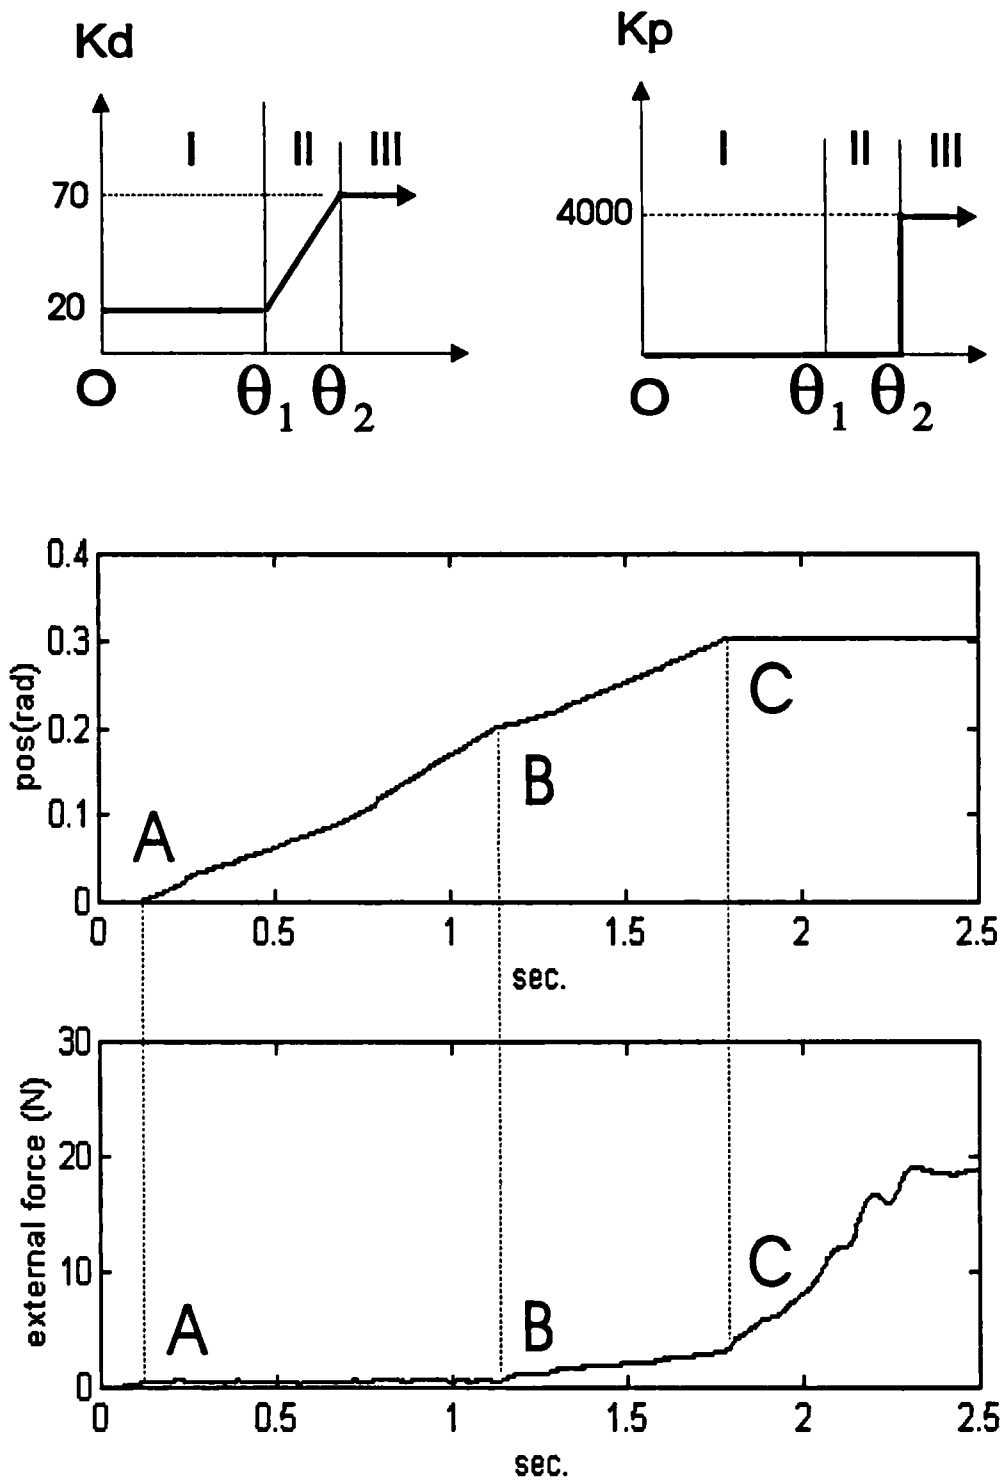 Kd
Kp
I II III
I II III
70
4000
20
O θ1 θ2
O θ1 θ2
0.4
0.3
C
0.2
pos(rad)
B
0.1
A
0
0 0.5 1 1.5 2 2.5
sec.
30
20
external force (N)
C
10
A
B
0
0 0.5 1 1.5 2 2.5
sec.